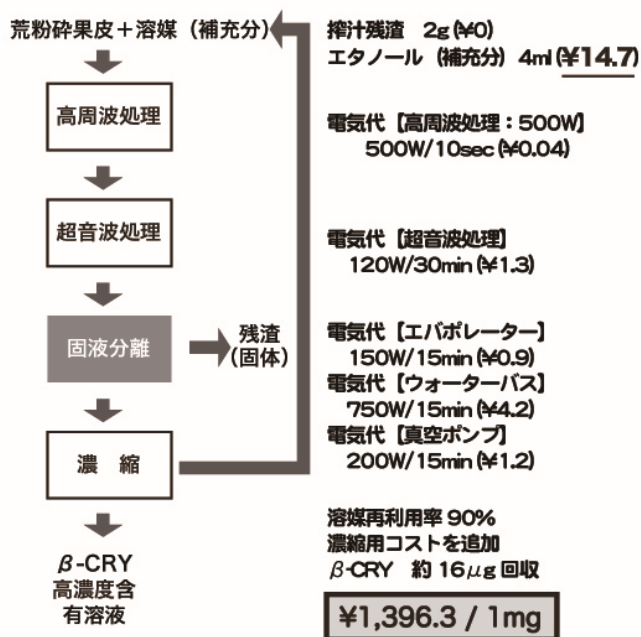 荒粉砕果皮＋溶媒（補充分）
高周波処理
超音波処理
固液分離
残渣
(固体)
濃　縮
β-CRY
高濃度含
有溶液
搾汁残渣　2g (¥0)
エタノール（補充分）4ml (¥14.7)
電気代【高周波処理：500W】
500W/10sec (¥0.04)
電気代【超音波処理】
120W/30min (¥1.3)
電気代【エバポレーター】
150W/15min (¥0.9)
電気代【ウォーターバス】
750W/15min (¥4.2)
電気代【真空ポンプ】
200W/15min (¥1.2)
溶媒再利用率 90%
濃縮用コストを追加
β-CRY　約 16μg 回収
¥1,396.3 / 1mg